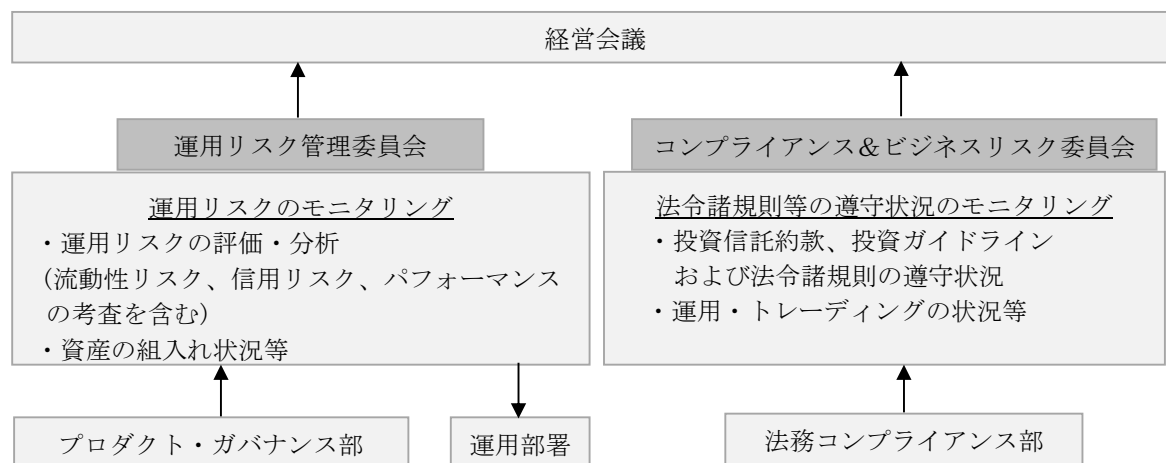 経営会議
運用リスク管理委員会
運用リスクのモニタリング
・運用リスクの評価・分析
(流動性リスク、信用リスク、パフォーマンス
の考査を含む)
・資産の組入れ状況等
プロダクト・ガバナンス部
運用部署
コンプライアンス＆ビジネスリスク委員会
法令諸規則等の遵守状況のモニタリング
・投資信託約款、投資ガイドライン
および法令諸規則の遵守状況
・運用・トレーディングの状況等
法務コンプライアンス部